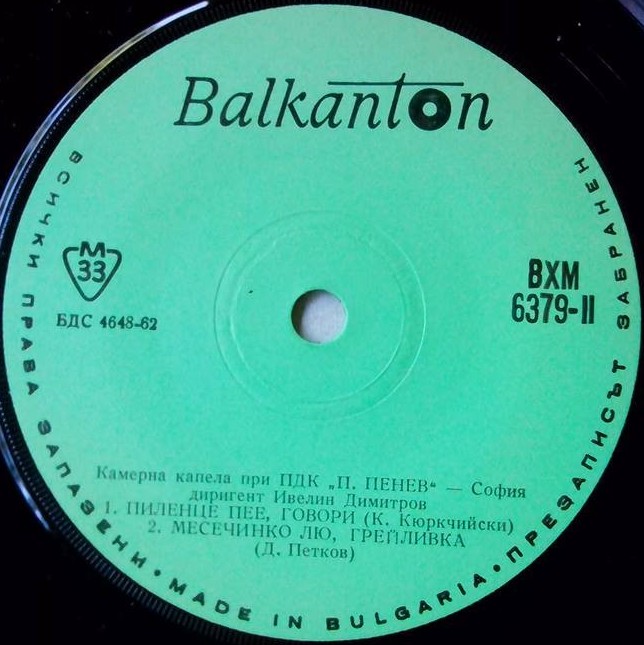 Balkanton
М
33
БДС 4648-62
ВХМ
6379-II
Камерна капела при ПДК „П. ПЕНЕВ“ — София
диригент Ивелин Димитров
1. ПИЛЕНЦЕ ПЕЕ, ГОВОРИ (К. Кюркчийски)
2. МЕСЕЧИНКО ЛЮ, ГРЕЙЛИВКА
(Д. Петков)
ВСИЧКИ ПРАВА ЗАПАЗЕНИ • MADE IN BULGARIA • ПРЕЗАПИСЪТ ЗАБРАНЕН